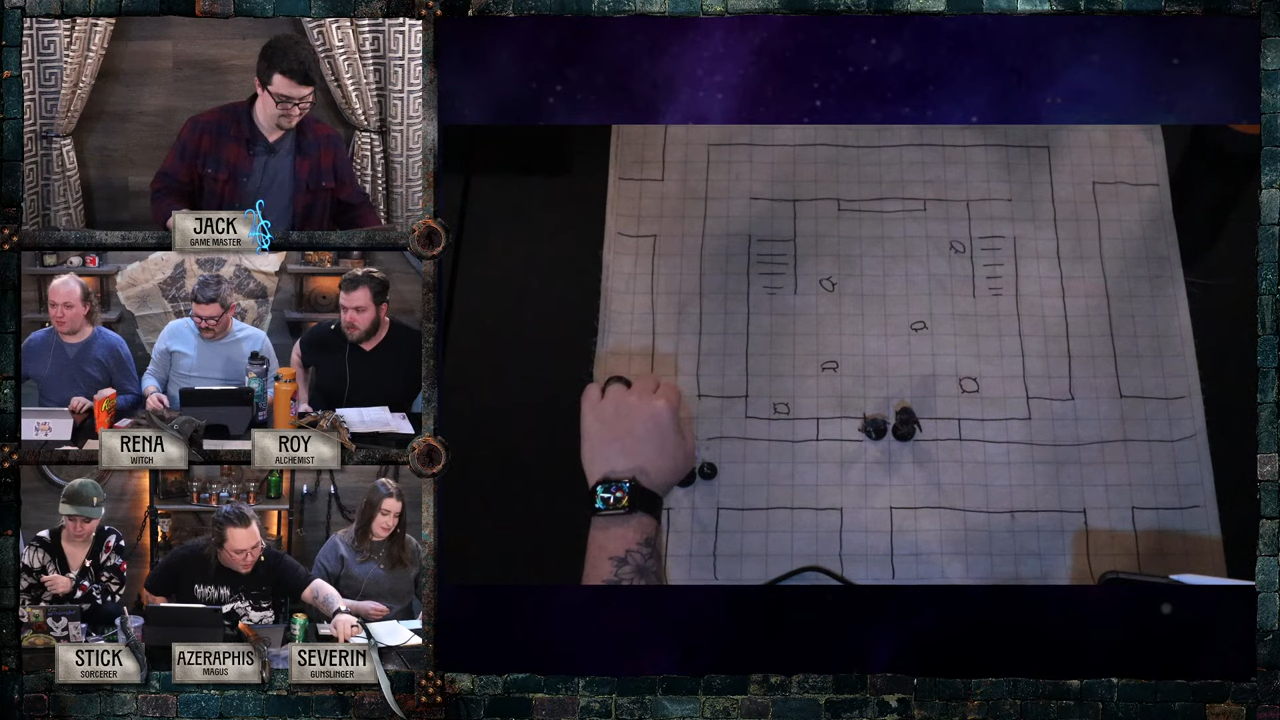 JACK
GAME MASTER
RENA
WITCH
ROY
ALCHEMIST
STICK
SORCERER
AZERAPHIS
MAGUS
SEVERIN
GUNSLINGER